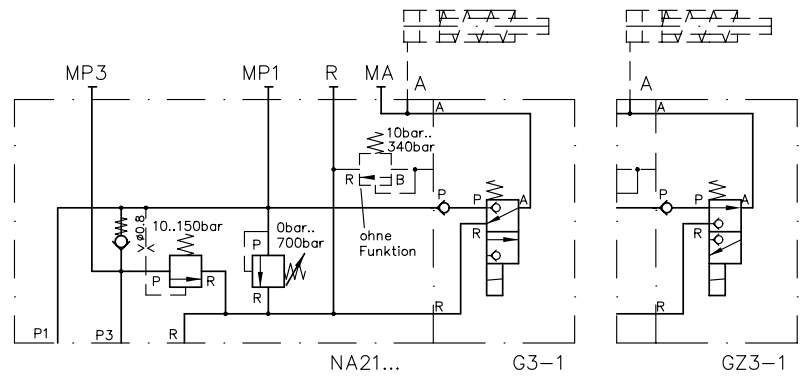 MP3 MP1 R MA A A
A A
10bar..
340bar
R B
P P A P P A
ø0.8
10..150bar
0bar..
700bar
P P
R R
ohne
Funktion
R R
R R
P1 P3 R
NA21... G3-1 GZ3-1